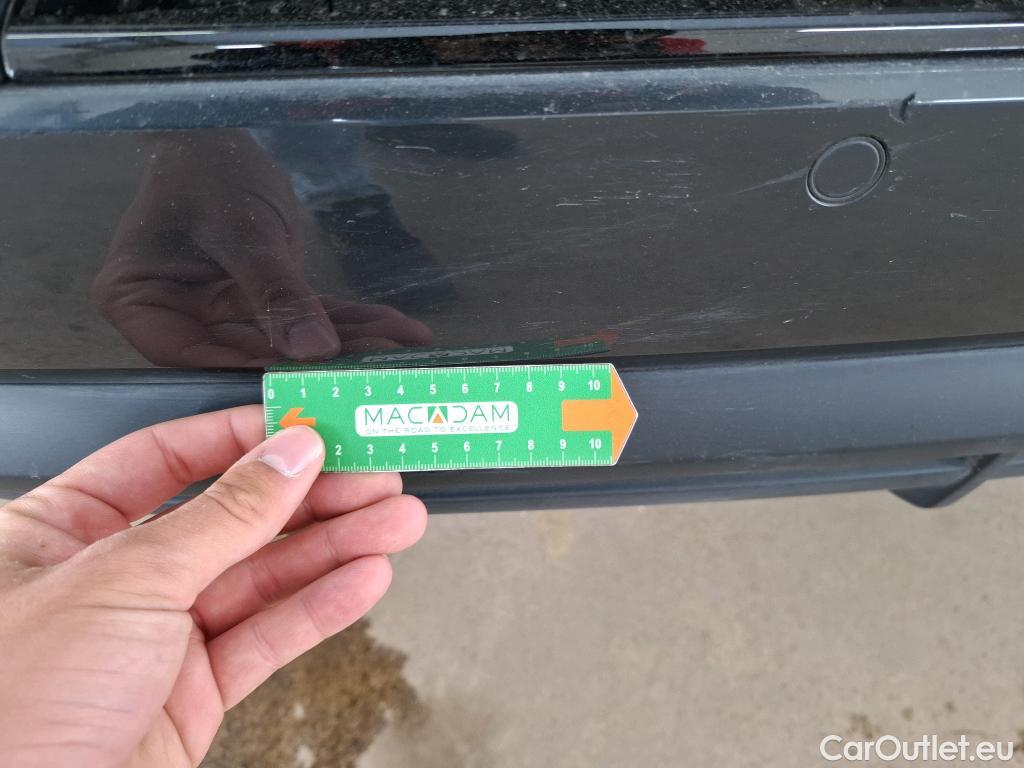 0 1 2 3 4 5 6 7 8 9 10
MACADAM
ON THE ROAD TO EXCELLENCE
2 3 4 5 6 7 8 9 10
CarOutlet.eu